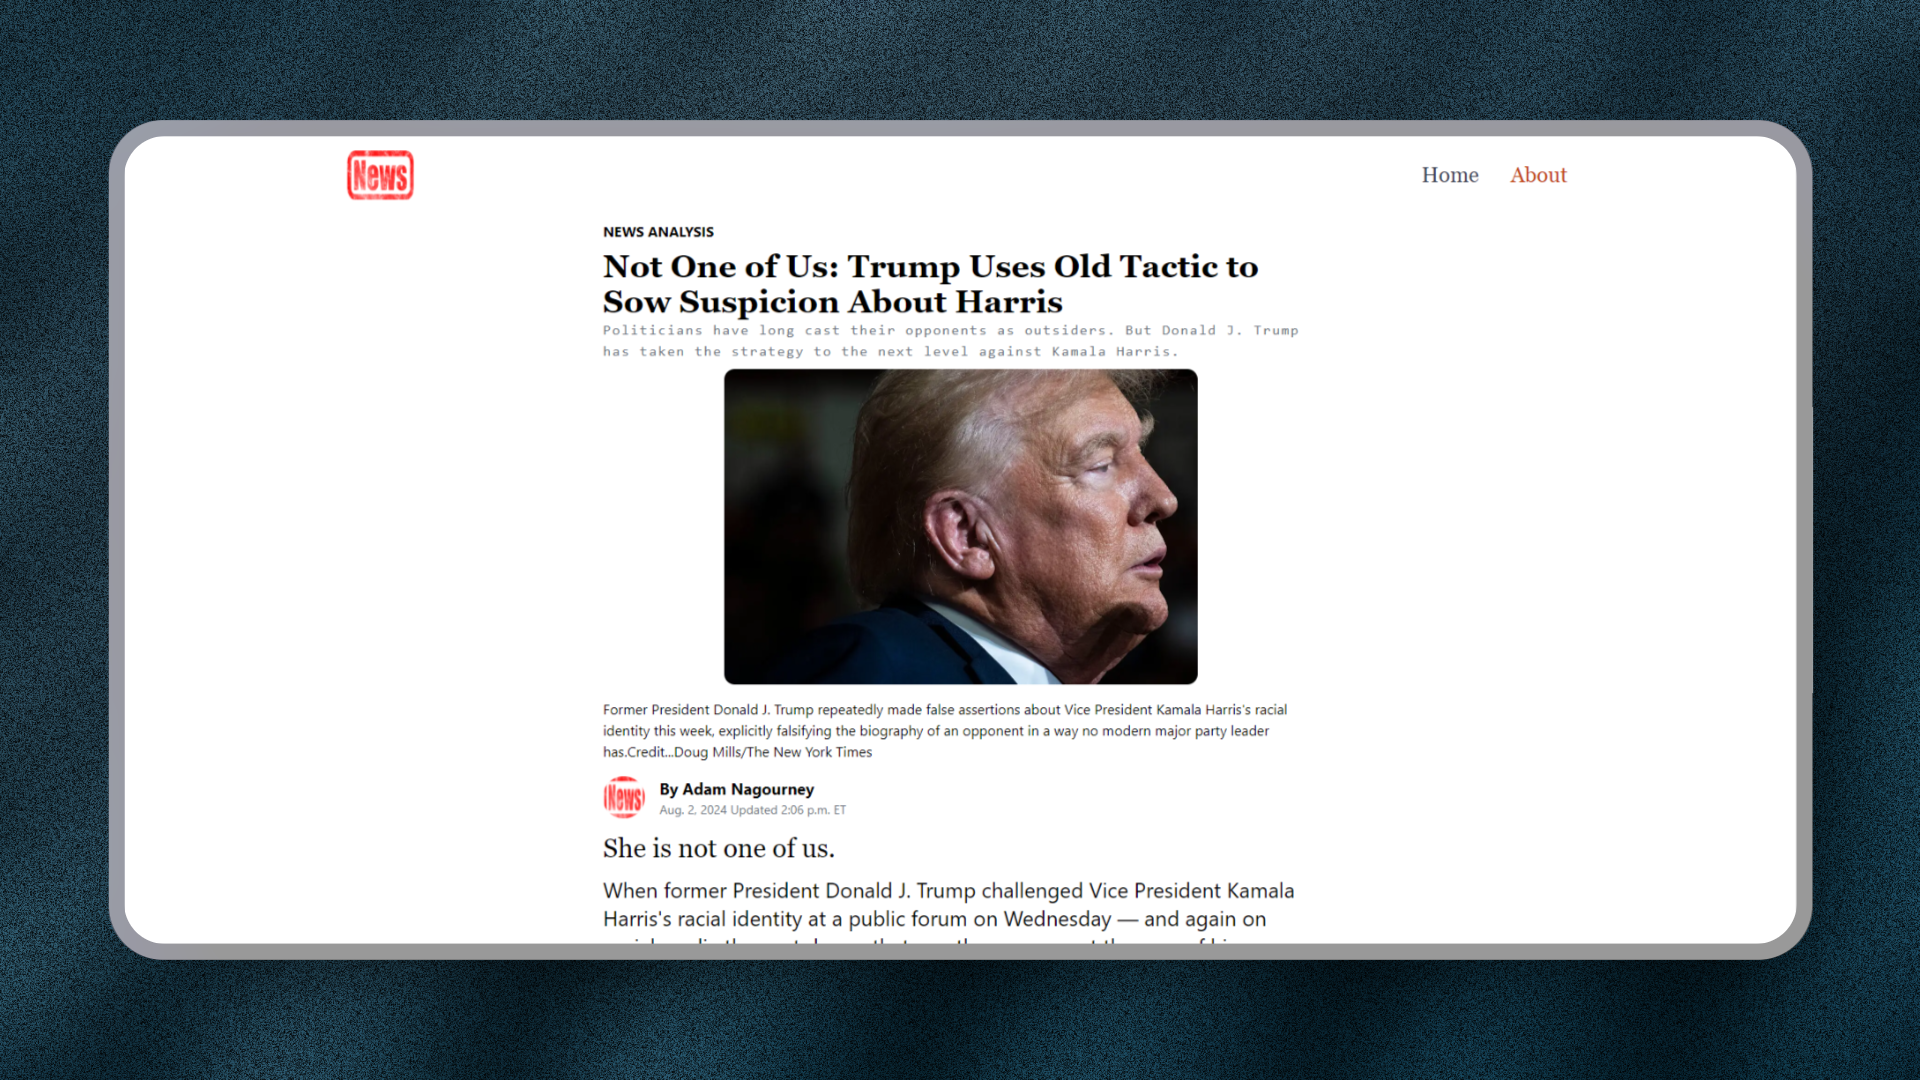 News
Home About
NEWS ANALYSIS
Not One of Us: Trump Uses Old Tactic to
Sow Suspicion About Harris
Politicians have long cast their opponents as outsiders. But Donald J. Trump
has taken the strategy to the next level against Kamala Harris.
Former President Donald J. Trump repeatedly made false assertions about Vice President Kamala Harris's racial
identity this week, explicitly falsifying the biography of an opponent in a way no modern major party leader
has.Credit...Doug Mills/The New York Times
News
By Adam Nagourney
Aug. 2, 2024 Updated 2:06 p.m. ET
She is not one of us.
When former President Donald J. Trump challenged Vice President Kamala
Harris's racial identity at a public forum on Wednesday — and again on